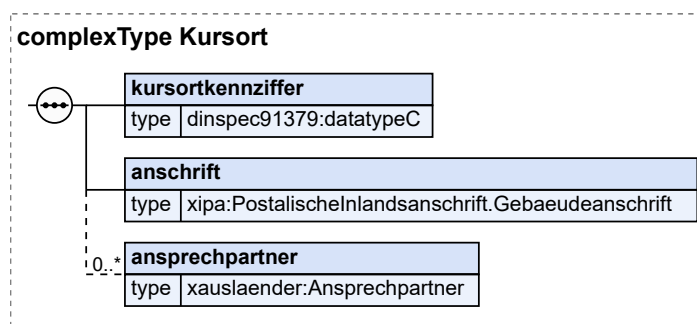 complexType Kursort
kursortkennziffer
type dinspec91379:datatypeC
anschrift
type xipa:PostalischeInlandsanschrift.Gebaeudeanschrift
0..* ansprechpartner
type xauslaender:Ansprechpartner